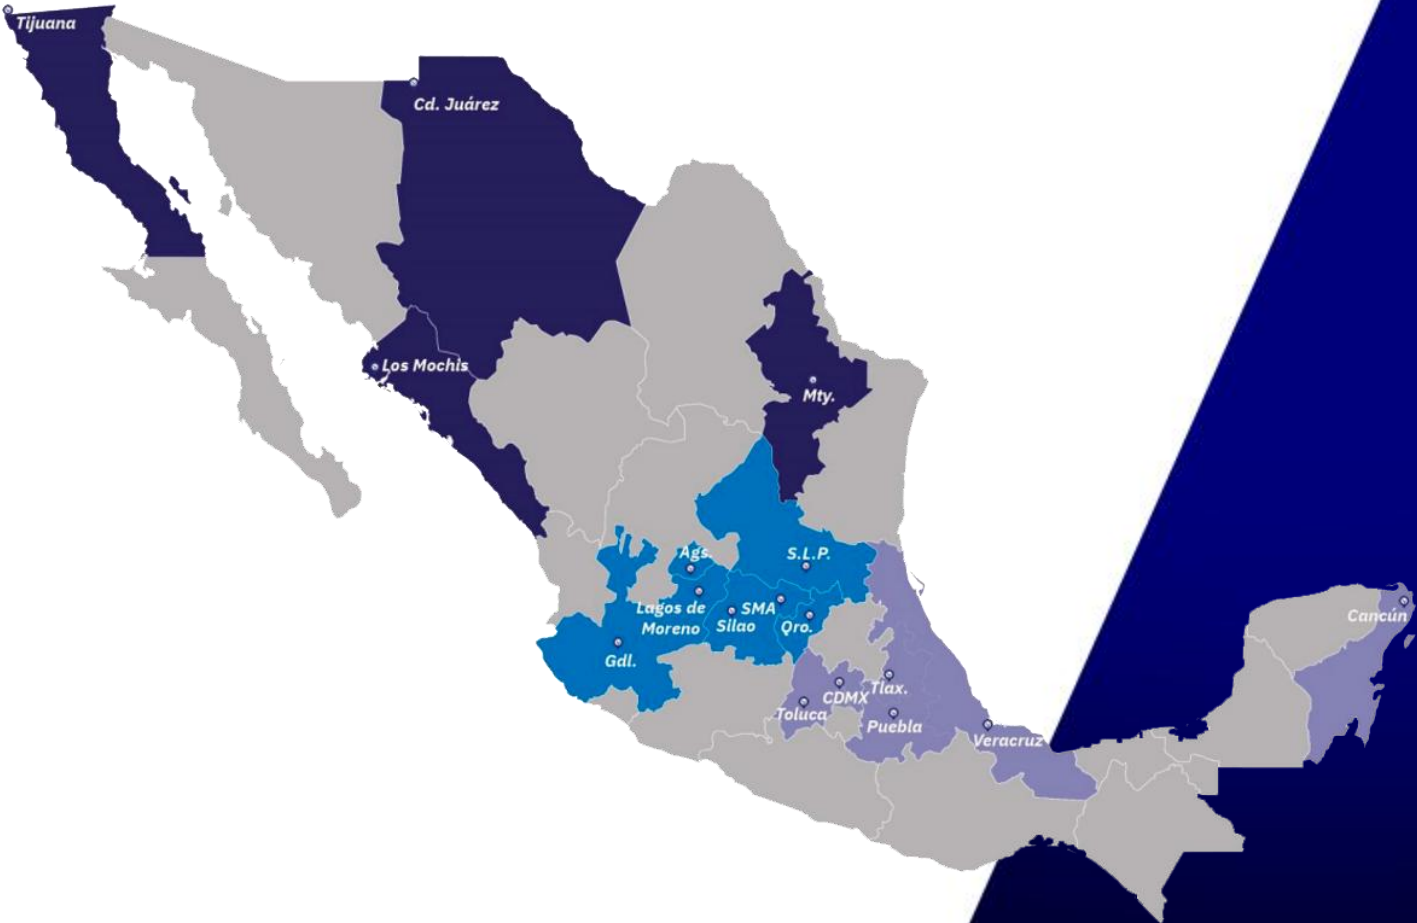 Tijuana
Cd. Juárez
Los Mochis
Mty.
Ags.
S.L.P.
Lagos de
Moreno
SMA
Silao
Qro.
Gdl.
Tlax.
CDMX
Toluca
Puebla
Veracruz
Cancún